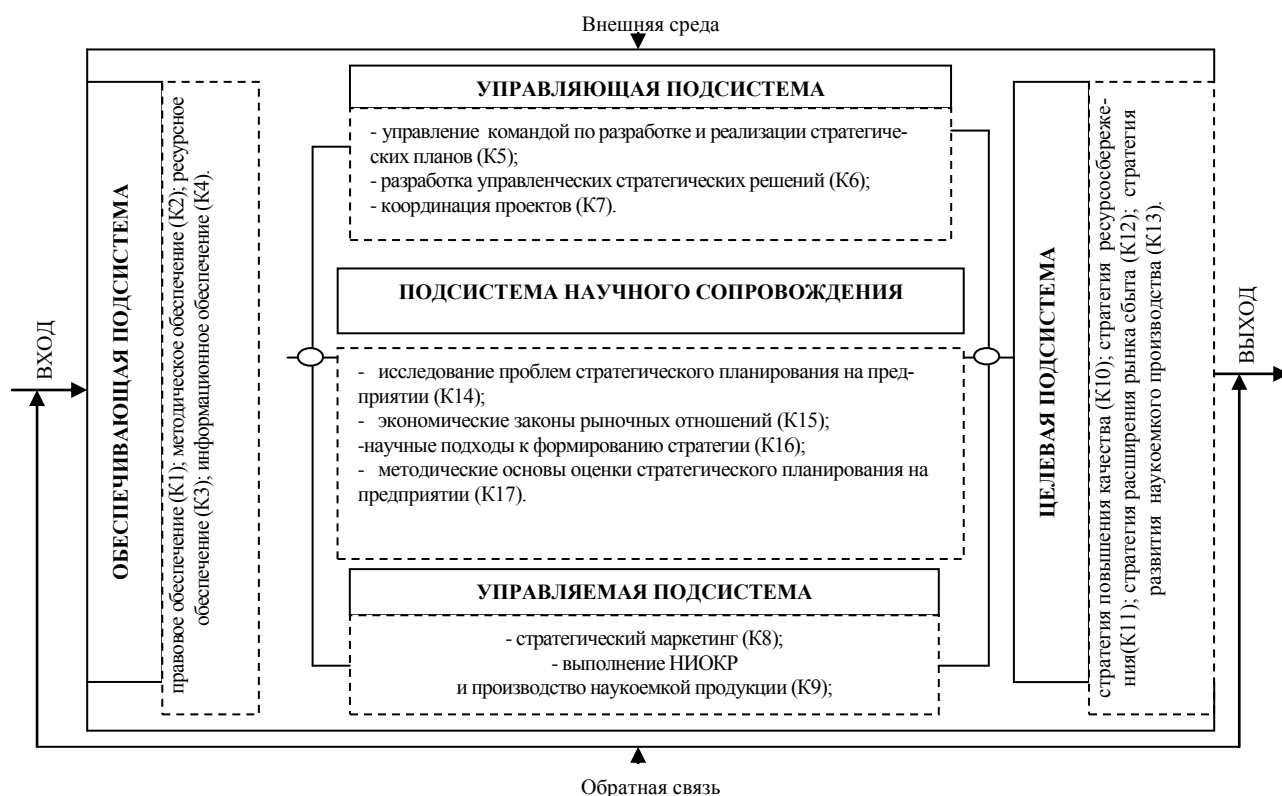 Внешняя среда
ВХОД
ОБЕСПЕЧИВАЮЩАЯ ПОДСИСТЕМА
правовое обеспечение (К1); методическое обеспечение (К2); ресурсное
обеспечение (К3); информационное обеспечение (К4).
УПРАВЛЯЮЩАЯ ПОДСИСТЕМА
- управление командой по разработке и реализации стратегиче-
ских планов (К5);
- разработка управленческих стратегических решений (К6);
- координация проектов (К7).
ПОДСИСТЕМА НАУЧНОГО СОПРОВОЖДЕНИЯ
- исследование проблем стратегического планирования на пред-
приятии (К14);
- экономические законы рыночных отношений (К15);
-научные подходы к формированию стратегии (К16);
- методические основы оценки стратегического планирования на
предприятии (К17).
УПРАВЛЯЕМАЯ ПОДСИСТЕМА
- стратегический маркетинг (К8);
- выполнение НИОКР
и производство наукоемкой продукции (К9);
ЦЕЛЕВАЯ ПОДСИСТЕМА
стратегия повышения качества (К10); стратегия ресурсосбереже-
ния(К11); стратегия расширения рынка сбыта (К12); стратегия
развития наукоемкого производства (К13).
ВЫХОД
Обратная связь